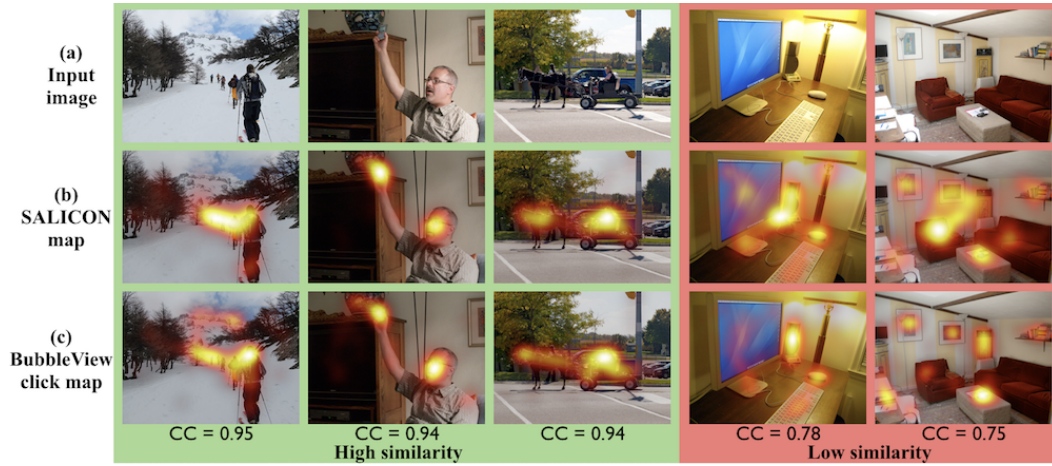 (a)
Input
image
(b)
SALICON
map
(c)
BubbleView
click map
CC = 0.95
CC = 0.94
CC = 0.94
CC = 0.78
CC = 0.75
High similarity
Low similarity